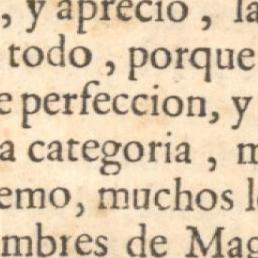 , y aprecio, la
todo, porque
e perfeccion, y
a categoria, m
emo, muchos l
mbres de Mag